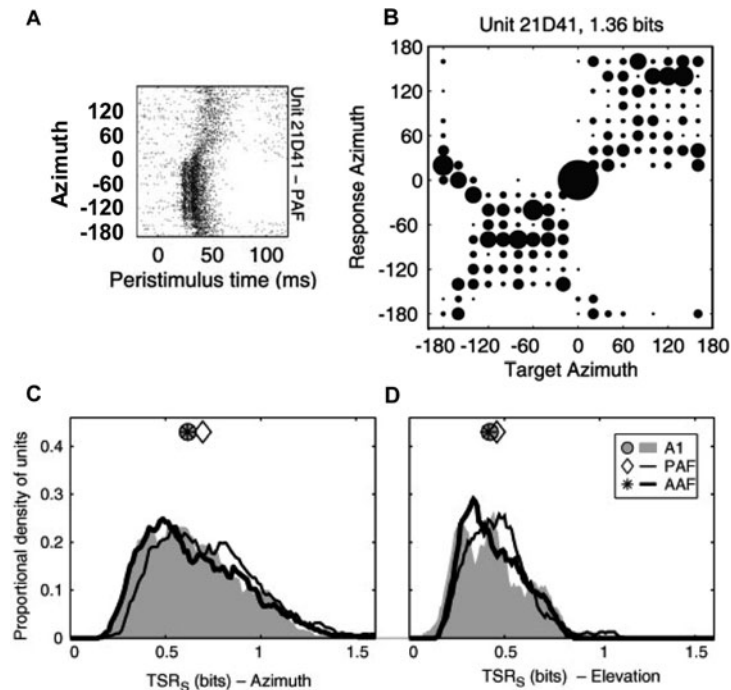 A
Azimuth
120
60
0
-60
-120
-180
Unit 21D41 – PAF
0 50 100
Peristimulus time (ms)
B
Unit 21D41, 1.36 bits
Response Azimuth
180
120
60
0
-60
-120
-180
-180 -120 -60 0 60 120 180
Target Azimuth
C
Proportional density of units
0.4
0.3
0.2
0.1
0
0.5 1 1.5
TSRS (bits) – Azimuth
D
A1
PAF
AAF
0 0.5 1 1.5
TSRS (bits) – Elevation